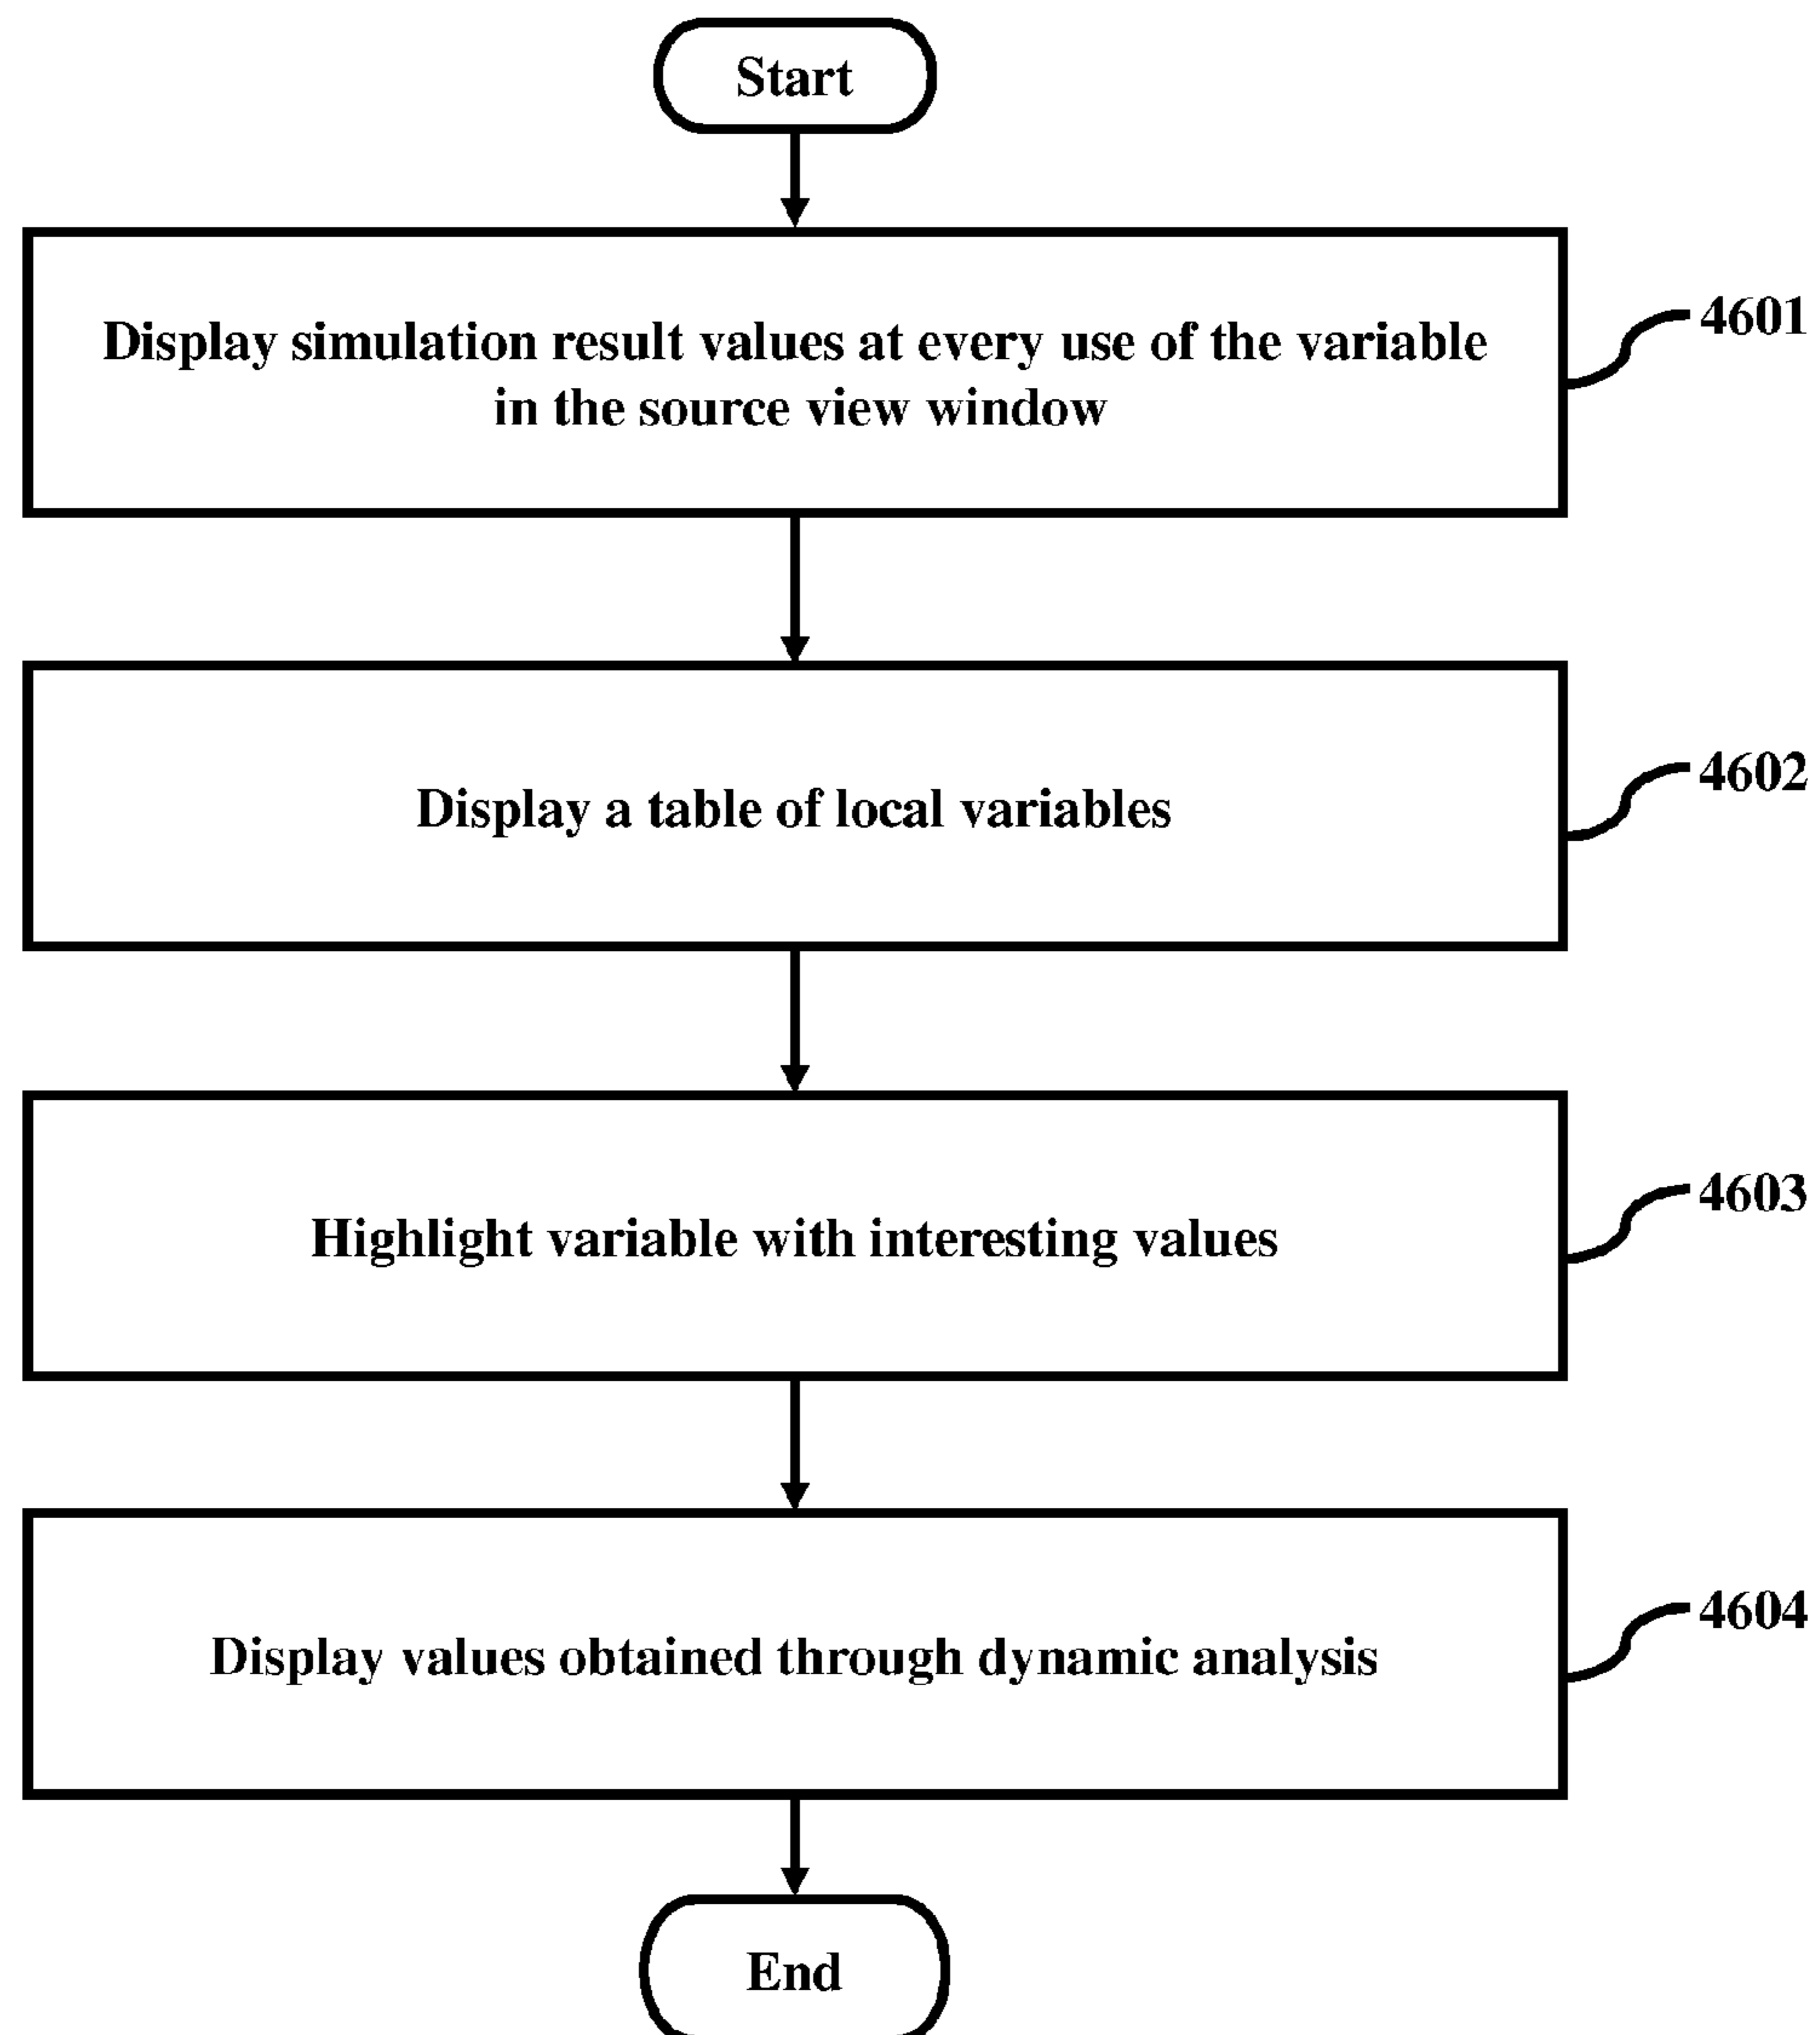 Start
Display simulation result values at every use of the variable
in the source view window
4601
Display a table of local variables
4602
Highlight variable with interesting values
4603
Display values obtained through dynamic analysis
4604
End